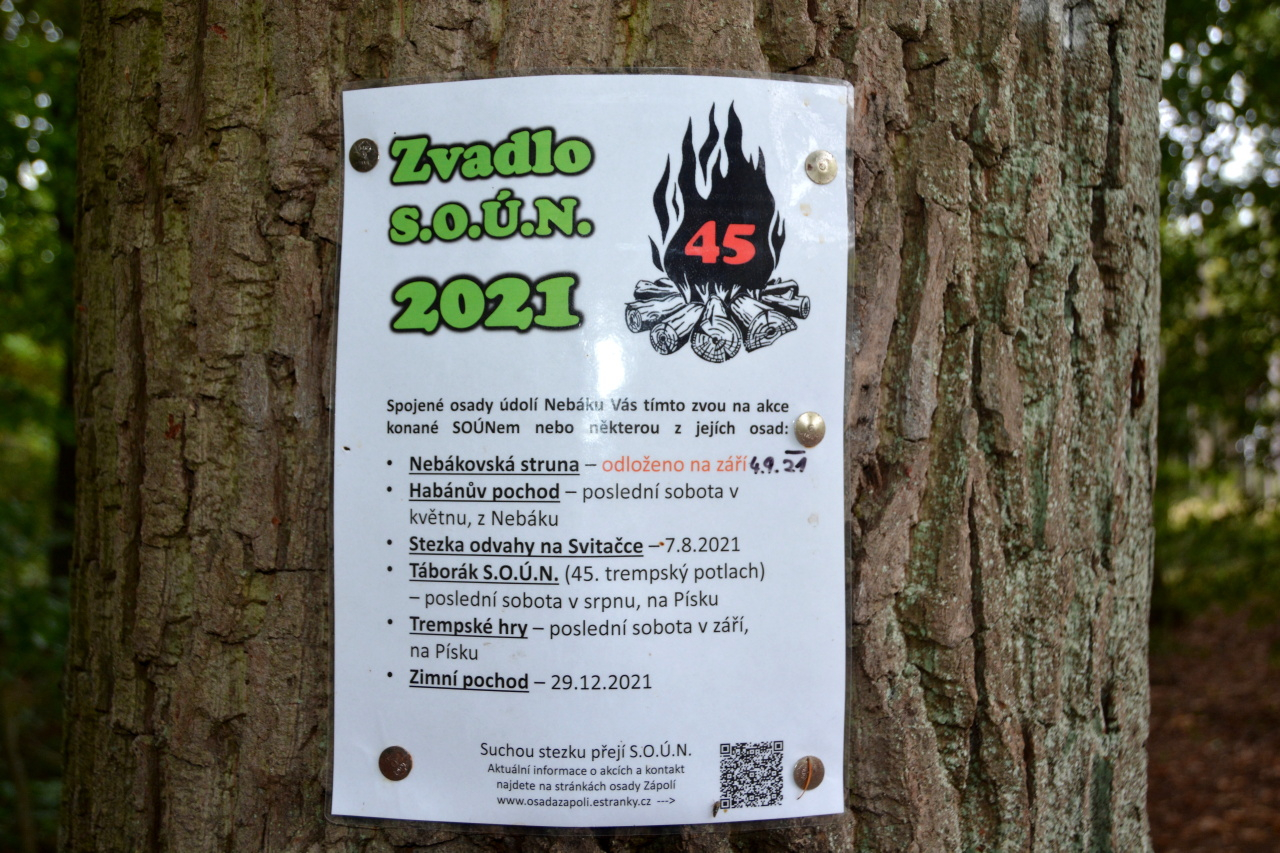 Zvadlo
S.O.Ú.N.
2021
45
Spojené osady údolí Nebáku Vás tímto zvou na akce
konané SOÚNem nebo některou z jejích osad:
• Nebákovská struna – odloženo na září 4.9.21
• Habánův pochod – poslední sobota v
květnu, z Nebáku
• Stezka odvahy na Svitačce – 7.8.2021
• Táborák S.O.Ú.N. (45. trempský potlach)
– poslední sobota v srpnu, na Písku
• Trempské hry – poslední sobota v září,
na Písku
• Zimní pochod – 29.12.2021
Suchou stezku přejí S.O.Ú.N.
Aktuální informace o akcích a kontakt
najdete na stránkách osady Zápolí
www.osadazapoli.estranky.cz --->